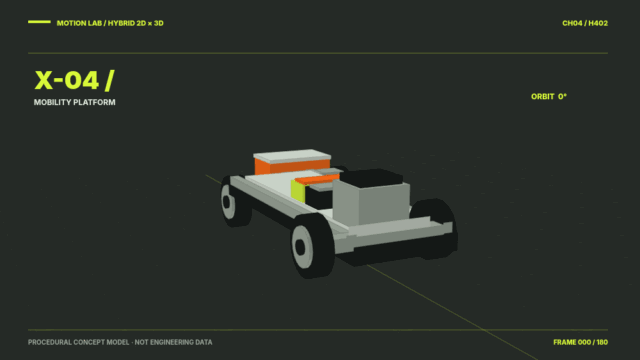 MOTION LAB / HYBRID 2D × 3D
CH04 / H402
X-04 /
MOBILITY PLATFORM
ORBIT 0°
PROCEDURAL CONCEPT MODEL · NOT ENGINEERING DATA
FRAME 000 / 180